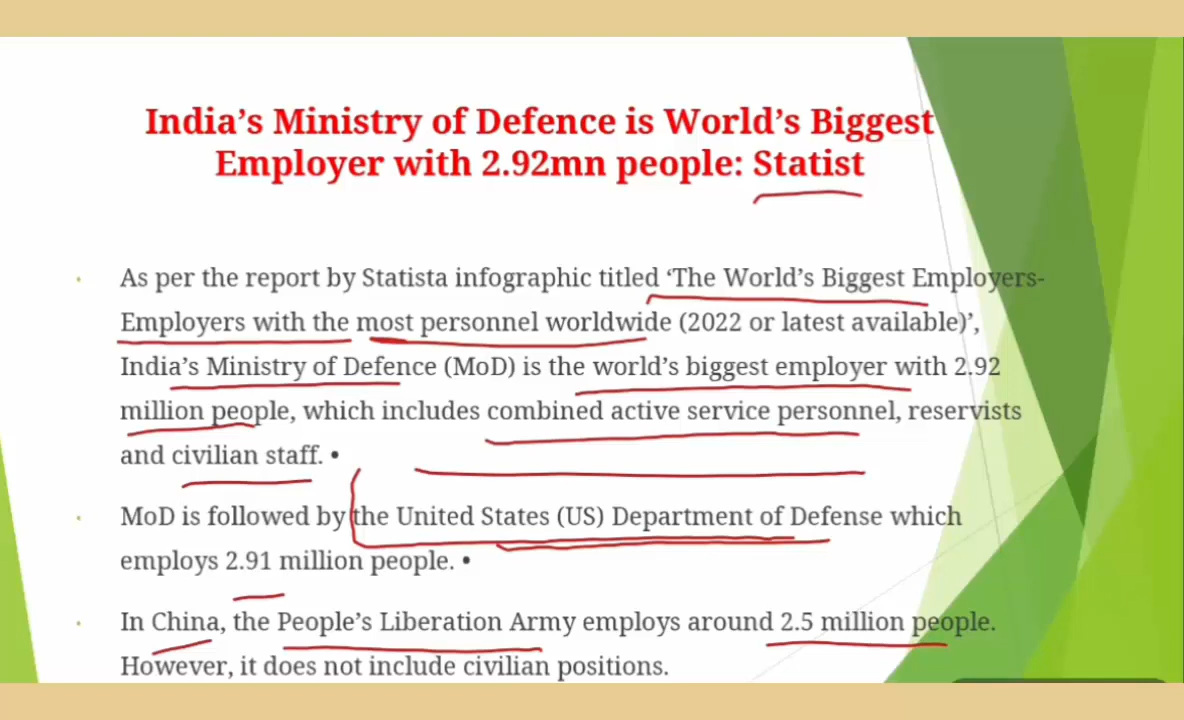 India’s Ministry of Defence is World’s Biggest
Employer with 2.92mn people: Statist
• As per the report by Statista infographic titled ‘The World’s Biggest Employers-
Employers with the most personnel worldwide (2022 or latest available)’,
India’s Ministry of Defence (MoD) is the world’s biggest employer with 2.92
million people, which includes combined active service personnel, reservists
and civilian staff. •
• MoD is followed by the United States (US) Department of Defense which
employs 2.91 million people. •
• In China, the People’s Liberation Army employs around 2.5 million people.
However, it does not include civilian positions.